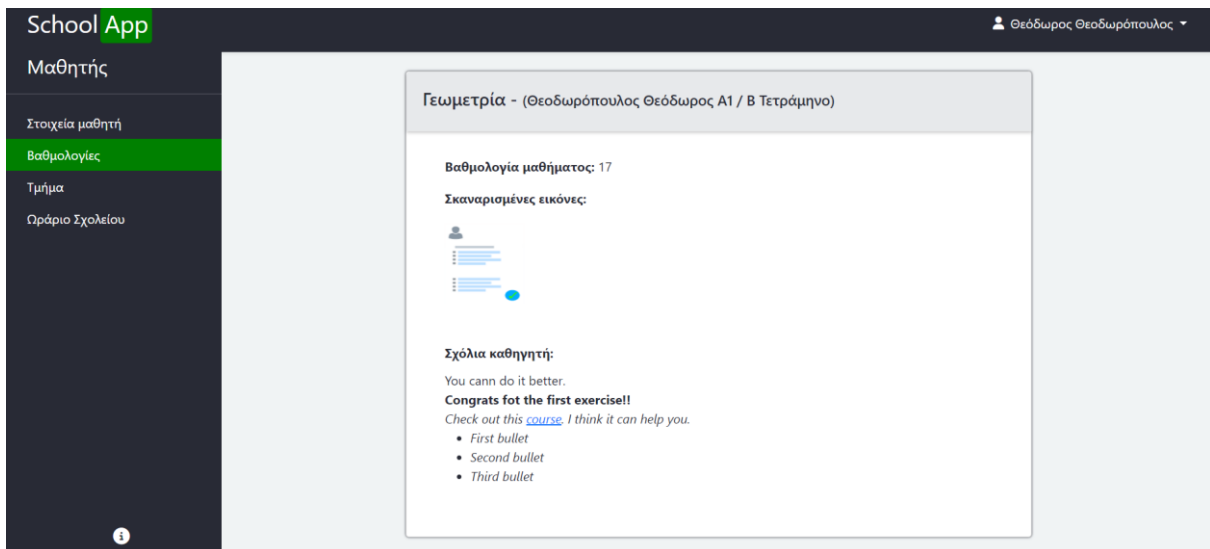 School App
Θεόδωρος Θεοδωρόπουλος
Μαθητής
Στοιχεία μαθητή
Βαθμολογίες
Τμήμα
Ωράριο Σχολείου
Γεωμετρία - (Θεοδωρόπουλος Θεόδωρος Α1 / Β Τετράμηνο)
Βαθμολογία μαθήματος: 17
Σκαναρισμένες εικόνες:
Σχόλια καθηγητή:
You cann do it better.
Congrats fot the first exercise!!
Check out this course. I think it can help you.
• First bullet
• Second bullet
• Third bullet